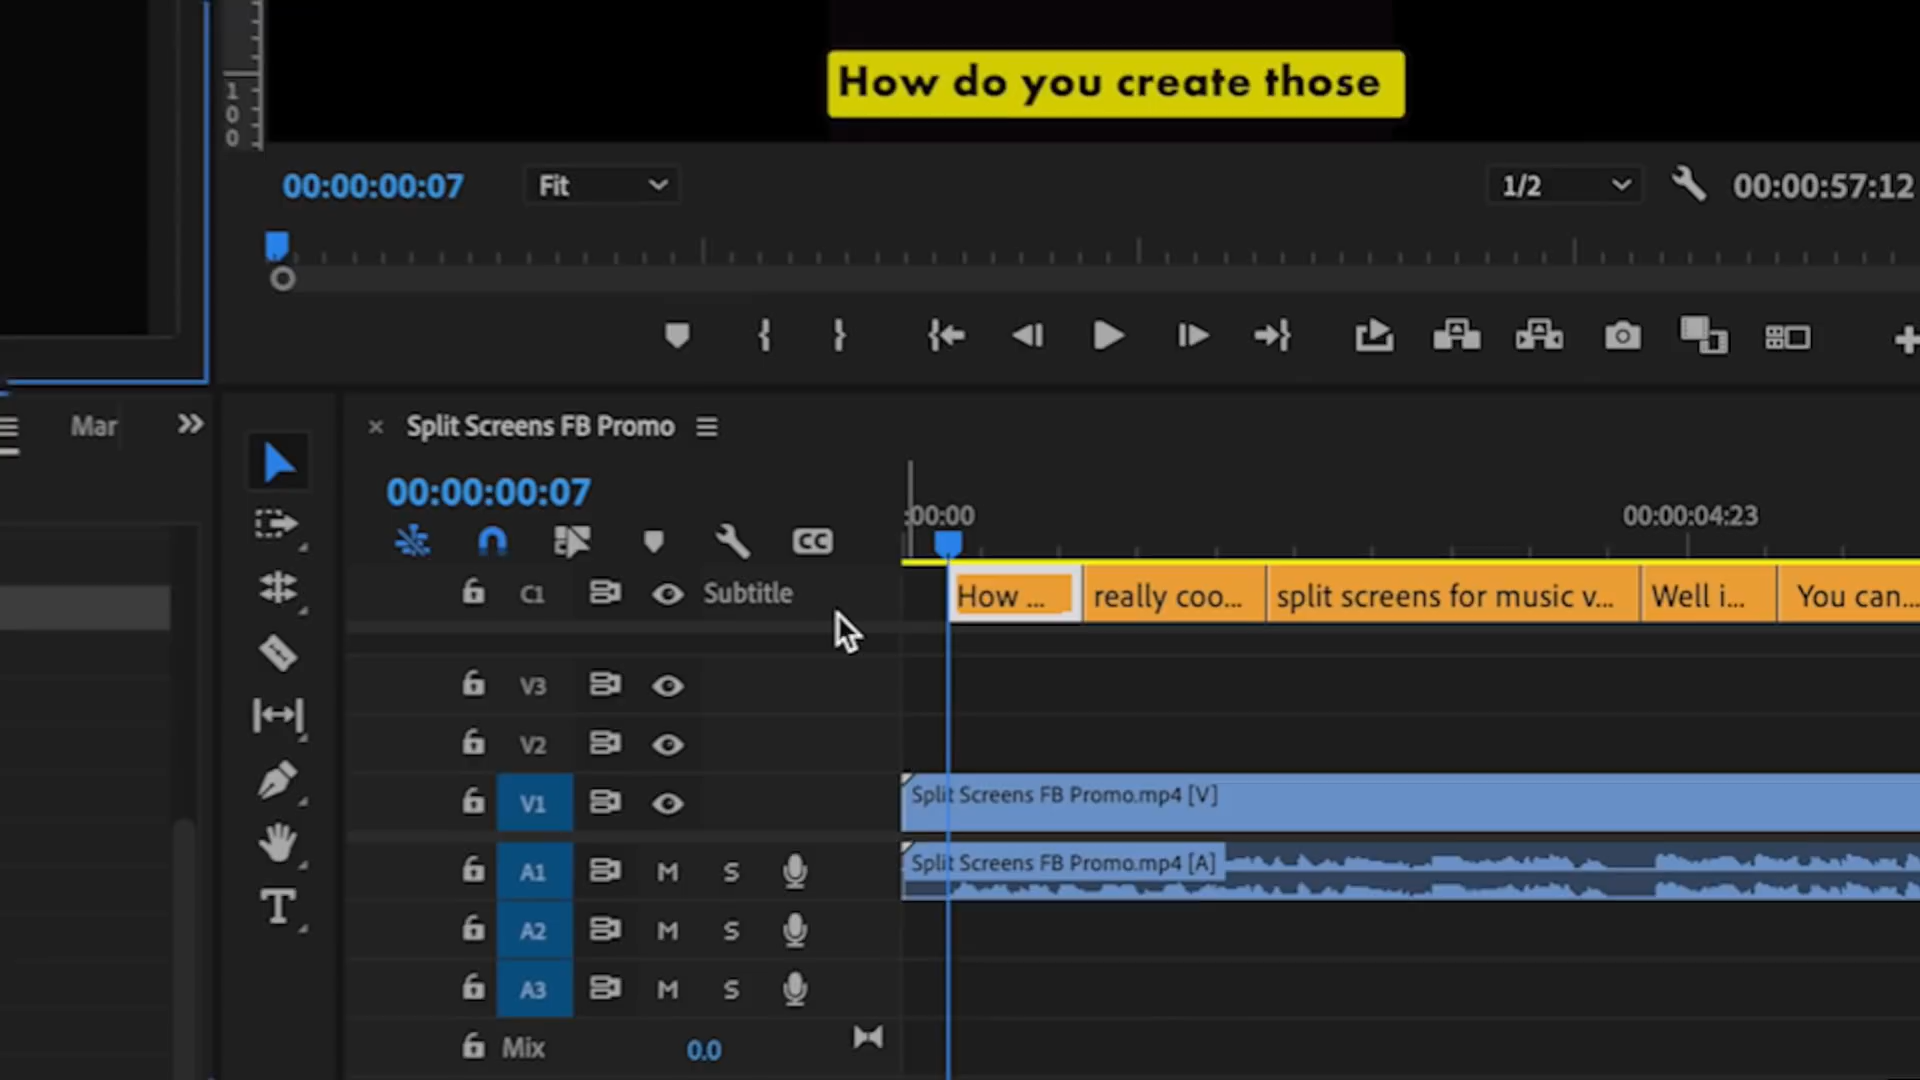 How do you create those
100
00:00:00:07
Fit
1/2
00:00:57:12
Mar
Split Screens FB Promo
00:00:00:07
:00:00
00:00:04:23
CC
C1
Subtitle
How ...
really coo...
split screens for music v...
Well i...
You can...
V3
V2
V1
Split Screens FB Promo.mp4 [V]
A1
M
S
Split Screens FB Promo.mp4 [A]
A2
M
S
A3
M
S
Mix
0.0